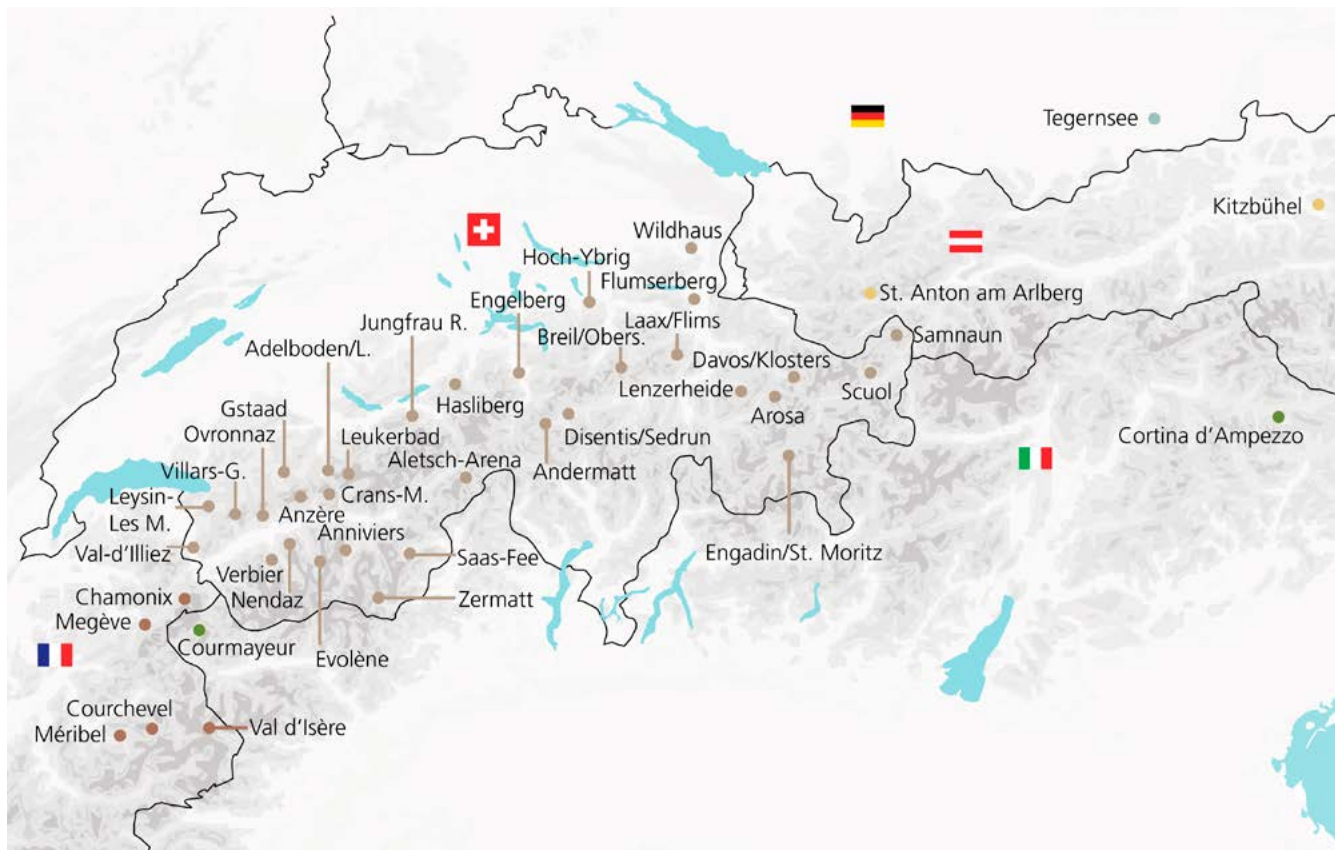 Tegernsee
Kitzbühel
Wildhaus
Hoch-Ybrig
Flumserberg
Engelberg
St. Anton am Arlberg
Jungfrau R.
Laax/Flims
Breil/Obers.
Samnaun
Adelboden/L.
Davos/Klosters
Lenzerheide
Scuol
Hasliberg
Arosa
Gstaad
Ovronnaz
Leukerbad
Disentis/Sedrun
Cortina d'Ampezzo
Villars-G.
Aletsch-Arena
Andermatt
Leysin-
Les M.
Crans-M.
Anzère
Anniviers
Val-d'Illiez
Engadin/St. Moritz
Saas-Fee
Verbier
Nendaz
Chamonix
Zermatt
Megève
Courmayeur
Evolène
Courchevel
Méribel
Val d'Isère